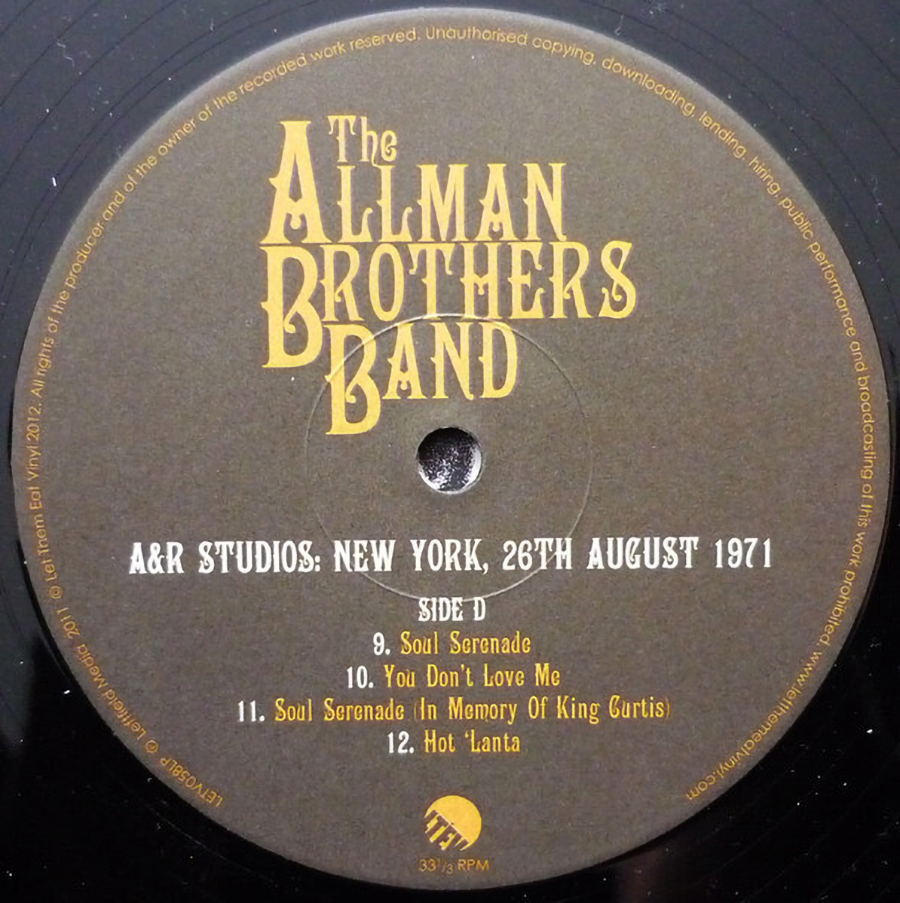 The
ALLMAN
BROTHERS
BAND
A&R STUDIOS: NEW YORK, 26TH AUGUST 1971
SIDE D
9. Soul Serenade
10. You Don't Love Me
11. Soul Serenade (In Memory Of King Curtis)
12. Hot 'Lanta
LTEV
33 1/3 RPM
LETV058LP ℗ Leftfield Media 2011 © Let Them Eat Vinyl 2012. All rights of the producer and of the owner of the recorded work reserved. Unauthorised copying, downloading, lending, hiring, public performance and broadcasting of this work prohibited. www.letthemeatvinyl.com